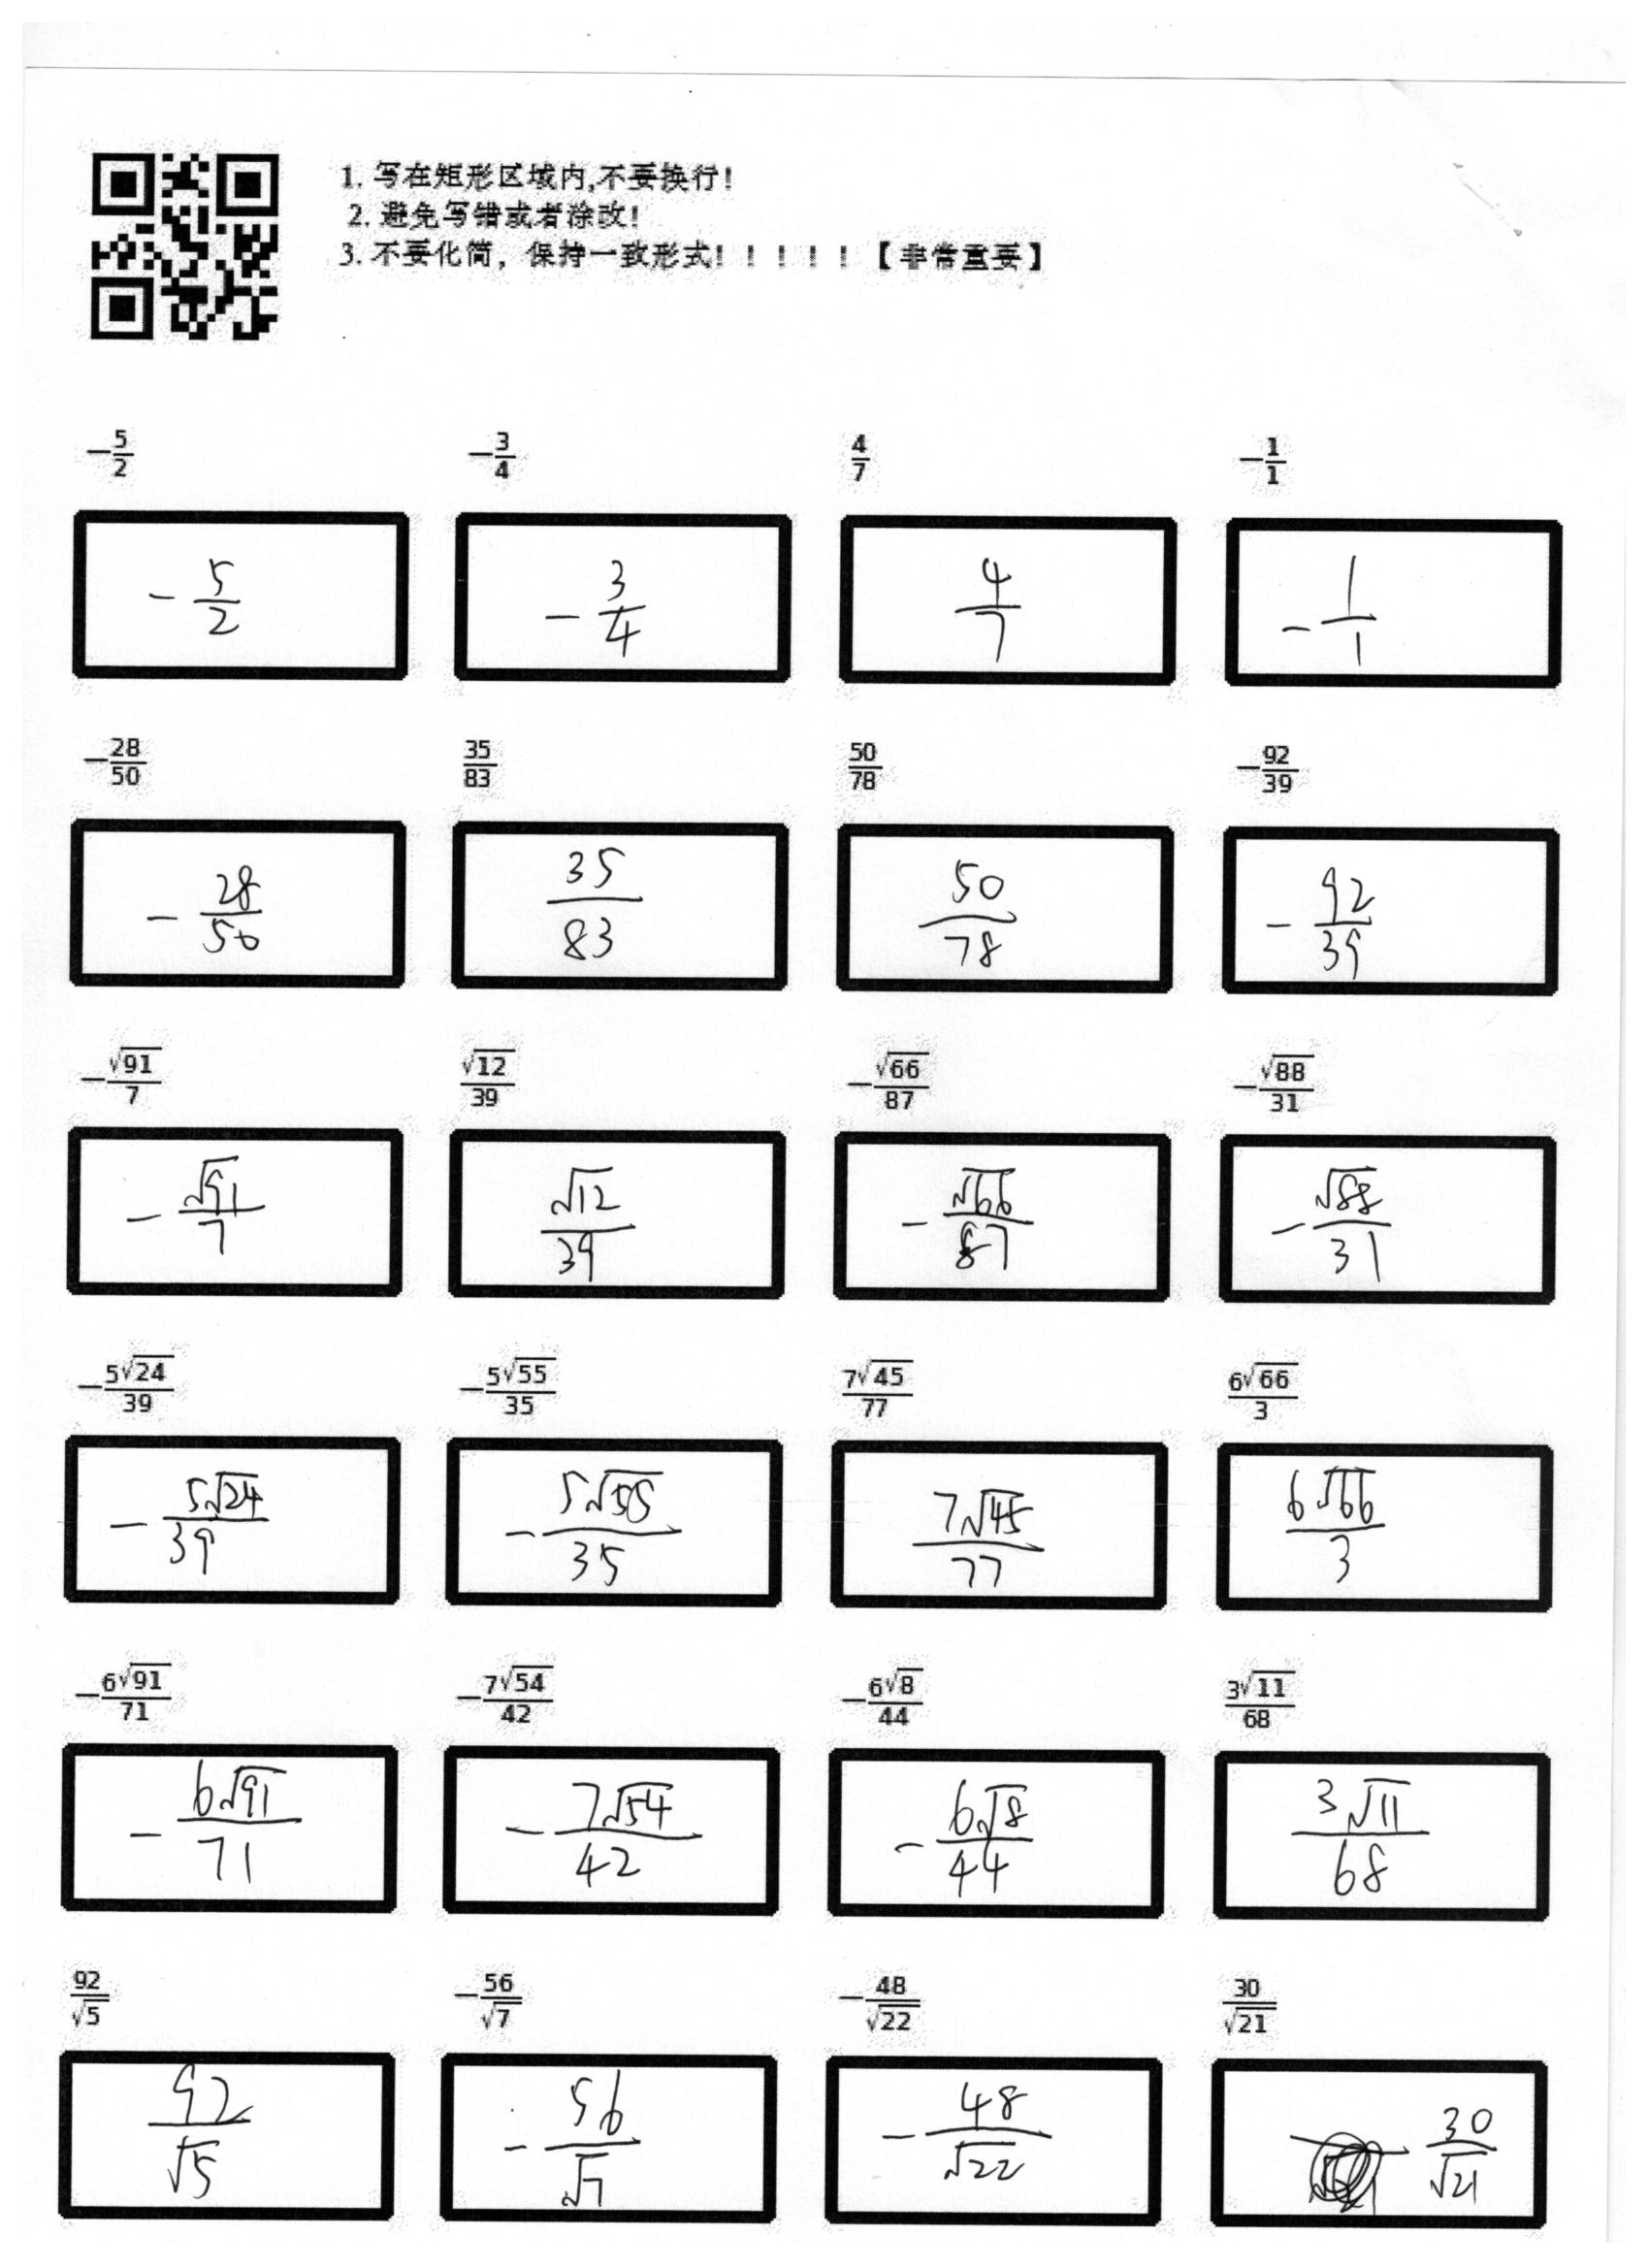 1. 写在矩形区域内,不要换行!
2. 避免写错或者涂改!
3. 不要化简，保持一致形式! ! ! ! ! 【非常重要】
$-\frac{5}{2}$ $-\frac{3}{4}$ $\frac{4}{7}$ $-\frac{1}{1}$
$-\frac{5}{2}$ $-\frac{3}{4}$ $\frac{4}{7}$ $-\frac{1}{1}$
$-\frac{28}{50}$ $\frac{35}{83}$ $\frac{50}{78}$ $-\frac{92}{39}$
$-\frac{28}{50}$ $\frac{35}{83}$ $\frac{50}{78}$ $-\frac{92}{39}$
$-\frac{\sqrt{91}}{7}$ $\frac{\sqrt{12}}{39}$ $-\frac{\sqrt{66}}{87}$ $-\frac{\sqrt{88}}{31}$
$-\frac{\sqrt{91}}{7}$ $\frac{\sqrt{12}}{39}$ $-\frac{\sqrt{66}}{87}$ $-\frac{\sqrt{88}}{31}$
$-\frac{5\sqrt{24}}{39}$ $-\frac{5\sqrt{55}}{35}$ $\frac{7\sqrt{45}}{77}$ $\frac{6\sqrt{66}}{3}$
$-\frac{5\sqrt{24}}{39}$ $-\frac{5\sqrt{55}}{35}$ $\frac{7\sqrt{45}}{77}$ $\frac{6\sqrt{66}}{3}$
$-\frac{6\sqrt{91}}{71}$ $-\frac{7\sqrt{54}}{42}$ $-\frac{6\sqrt{8}}{44}$ $\frac{3\sqrt{11}}{68}$
$-\frac{6\sqrt{91}}{71}$ $-\frac{7\sqrt{54}}{42}$ $-\frac{6\sqrt{8}}{44}$ $\frac{3\sqrt{11}}{68}$
$\frac{92}{\sqrt{5}}$ $-\frac{56}{\sqrt{7}}$ $-\frac{48}{\sqrt{22}}$ $\frac{30}{\sqrt{21}}$
$\frac{92}{\sqrt{5}}$ $-\frac{56}{\sqrt{7}}$ $-\frac{48}{\sqrt{22}}$ $\frac{30}{\sqrt{21}}$